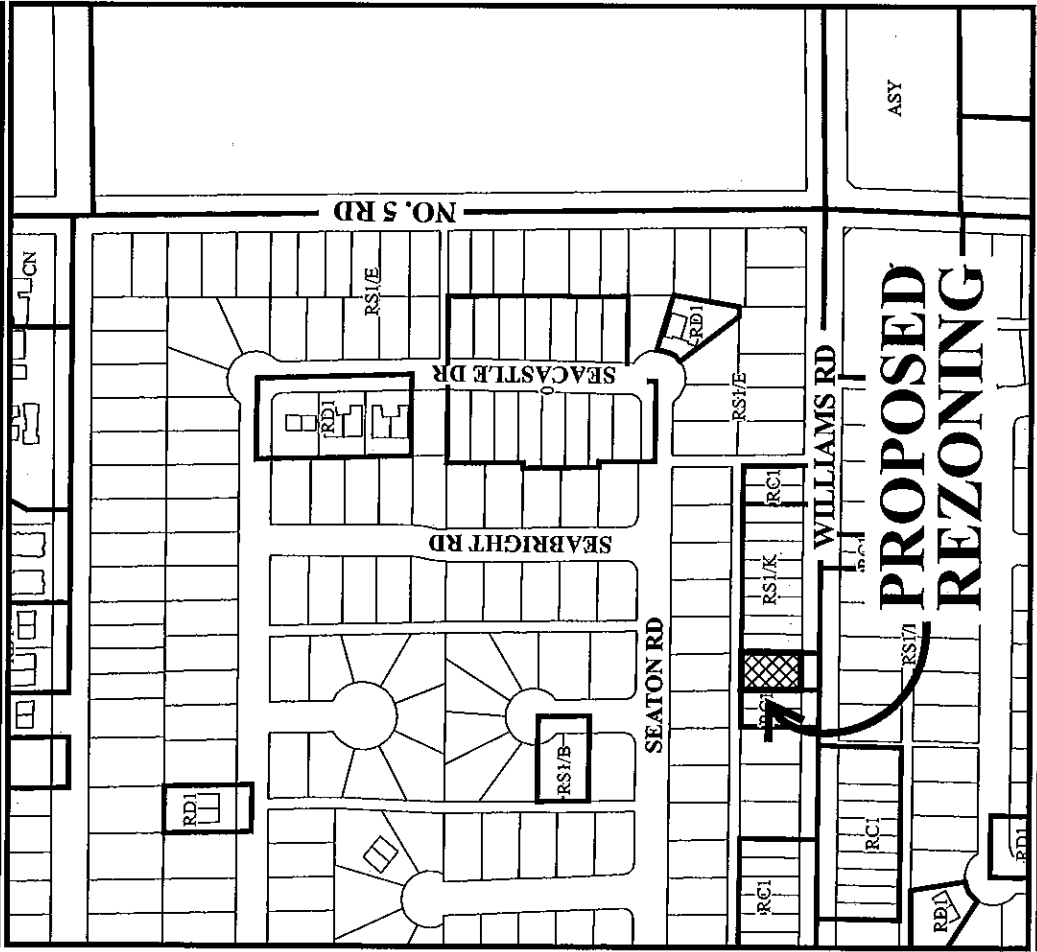 ASY
NO. 5 RD
CN
RS1/E
RD1
SEACASTLE DR
0
RD1
RS1/E
WILLIAMS RD
PROPOSED
REZONING
RC1
SEABRIGHT RD
RS1/K
SEATON RD
RS1/B
RD1
RC1
RC1
RD1
RD1